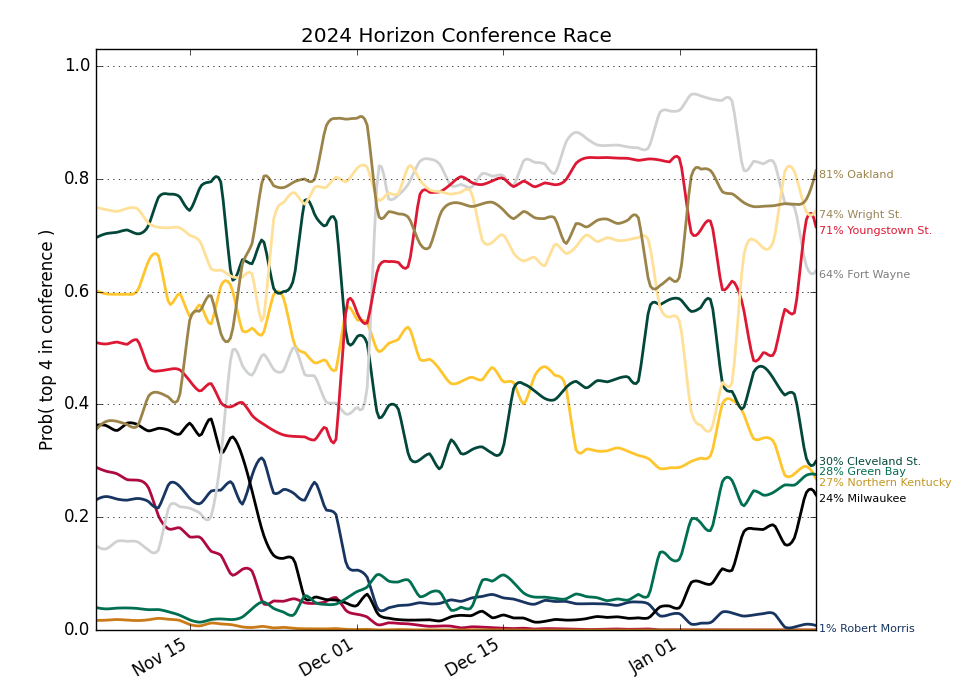 2024 Horizon Conference Race
Prob( top 4 in conference )
1.0
0.8
0.6
0.4
0.2
0.0
Nov 15
Dec 01
Dec 15
Jan 01
81% Oakland
74% Wright St.
71% Youngstown St.
64% Fort Wayne
30% Cleveland St.
28% Green Bay
27% Northern Kentucky
24% Milwaukee
1% Robert Morris